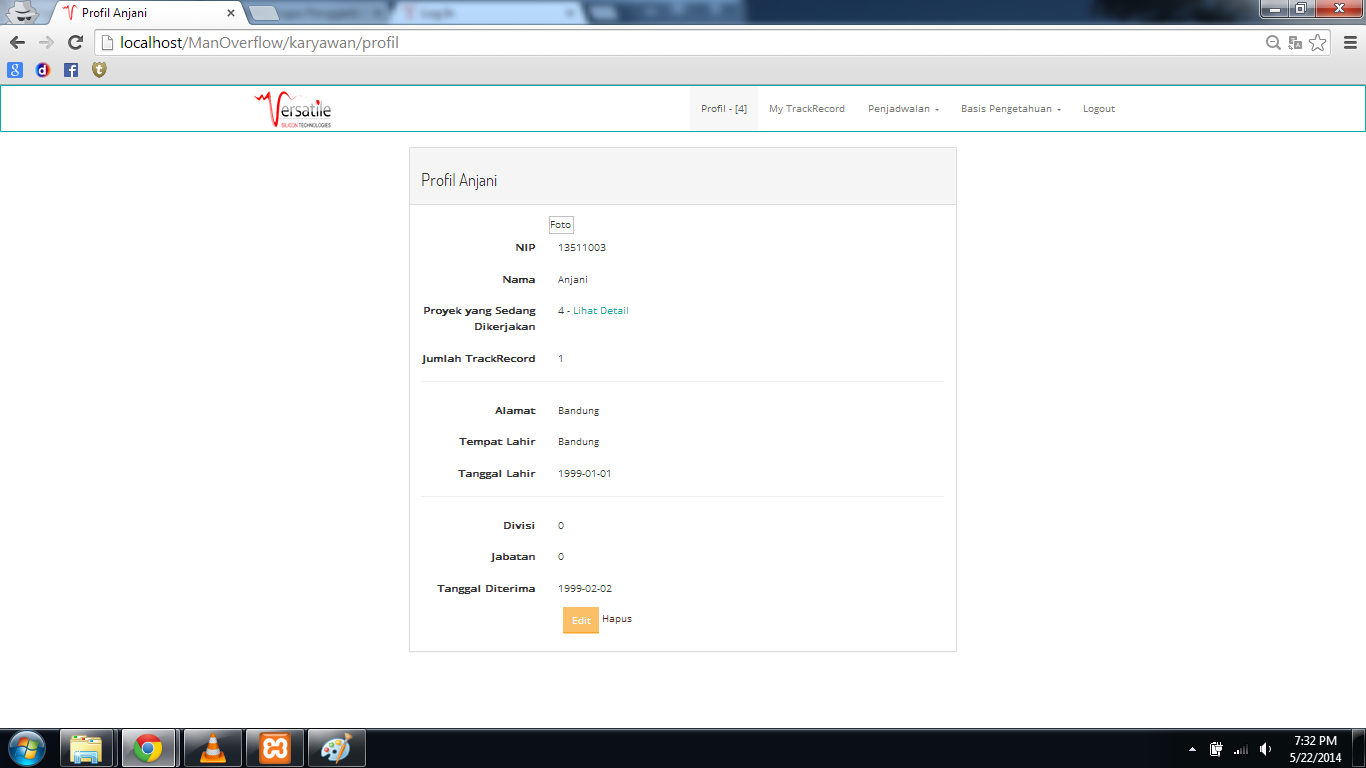 Profil Anjani
Log In
localhost/ManOverflow/karyawan/profil
Versatile
SILICON TECHNOLOGIES
Profil - [4]
My TrackRecord
Penjadwalan
Basis Pengetahuan
Logout
Profil Anjani
Foto
NIP 13511003
Nama Anjani
Proyek yang Sedang 4 - Lihat Detail
Dikerjakan
Jumlah TrackRecord 1
Alamat Bandung
Tempat Lahir Bandung
Tanggal Lahir 1999-01-01
Divisi 0
Jabatan 0
Tanggal Diterima 1999-02-02
Edit Hapus
7:32 PM
5/22/2014